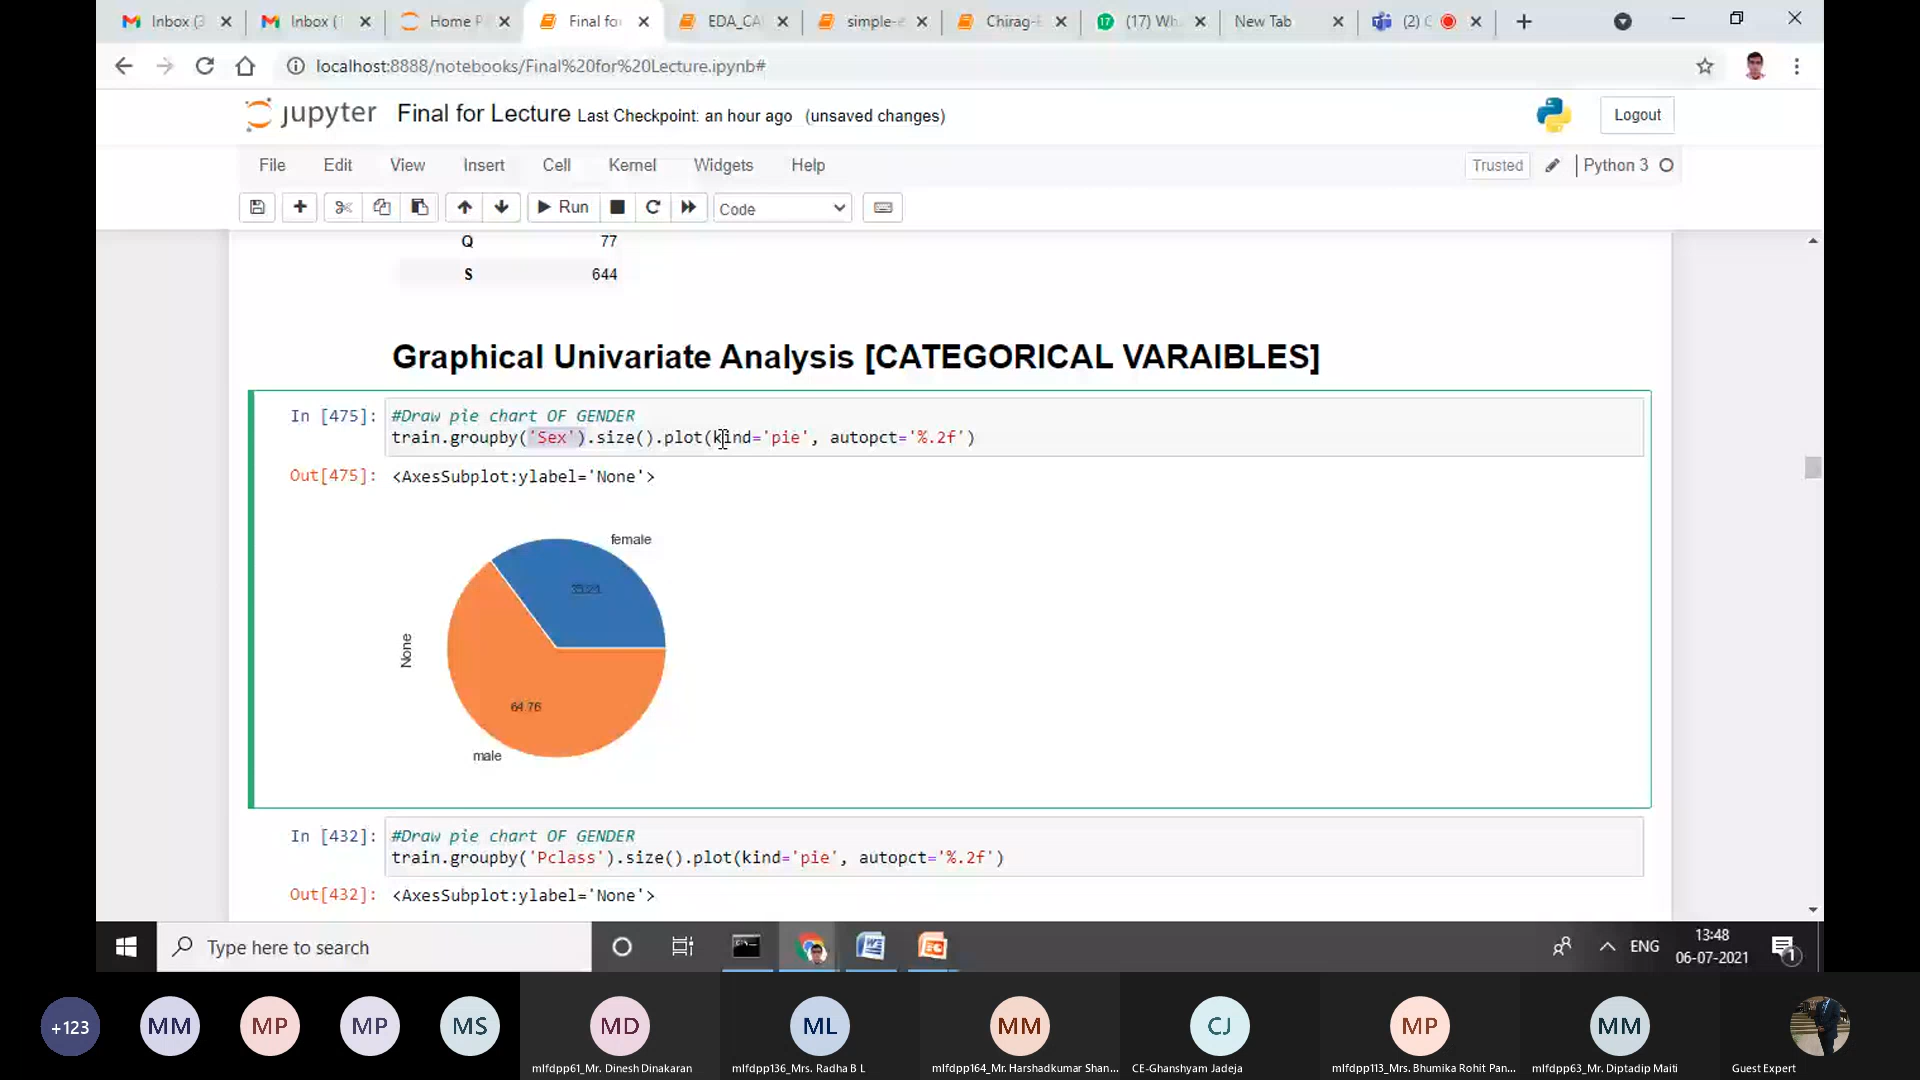 Inbox (3
Inbox (1
Home P
Final fo
EDA_CA
simple-e
Chirag-
17 (17) Wh
New Tab
(2)
localhost:8888/notebooks/Final%20for%20Lecture.ipynb#
jupyter Final for Lecture Last Checkpoint: an hour ago (unsaved changes)
Logout
File Edit View Insert Cell Kernel Widgets Help
Trusted Python 3
Run Code
Q 77
S 644
Graphical Univariate Analysis [CATEGORICAL VARAIBLES]
In [475]: #Draw pie chart OF GENDER
train.groupby('Sex').size().plot(kind='pie', autopct='%.2f')
Out[475]: <AxesSubplot:ylabel='None'>
female
35.24
None
64.76
male
In [432]: #Draw pie chart OF GENDER
train.groupby('Pclass').size().plot(kind='pie', autopct='%.2f')
Out[432]: <AxesSubplot:ylabel='None'>
Type here to search
ENG
13:48
06-07-2021
1
+123 MM MP MP MS MD ML MM CJ MP MM
mlfdpp61_Mr. Dinesh Dinakaran
mlfdpp136_Mrs. Radha B L
mlfdpp164_Mr. Harshadkumar Shan...
CE-Ghanshyam Jadeja
mlfdpp113_Mrs. Bhumika Rohit Pan...
mlfdpp63_Mr. Diptadip Maiti
Guest Expert